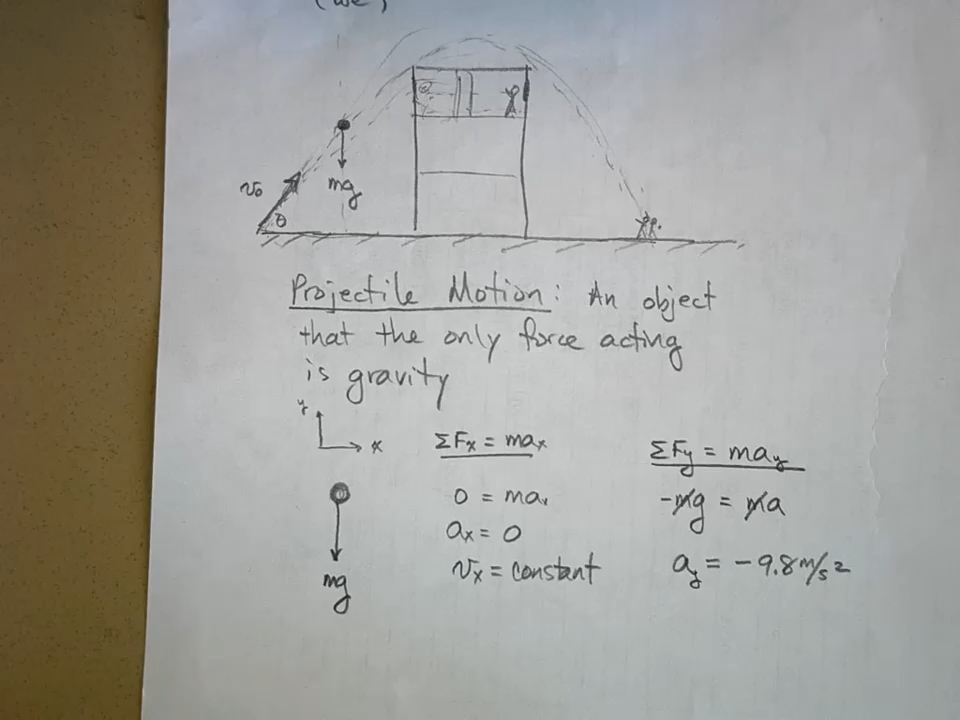 (we)
v₀
θ
mg
Projectile Motion: An object
that the only force acting
is gravity
y
x
ΣFx = max
0 = max
ax = 0
vx = constant
ΣFy = may
-mg = ma
ay = -9.8 m/s2
mg